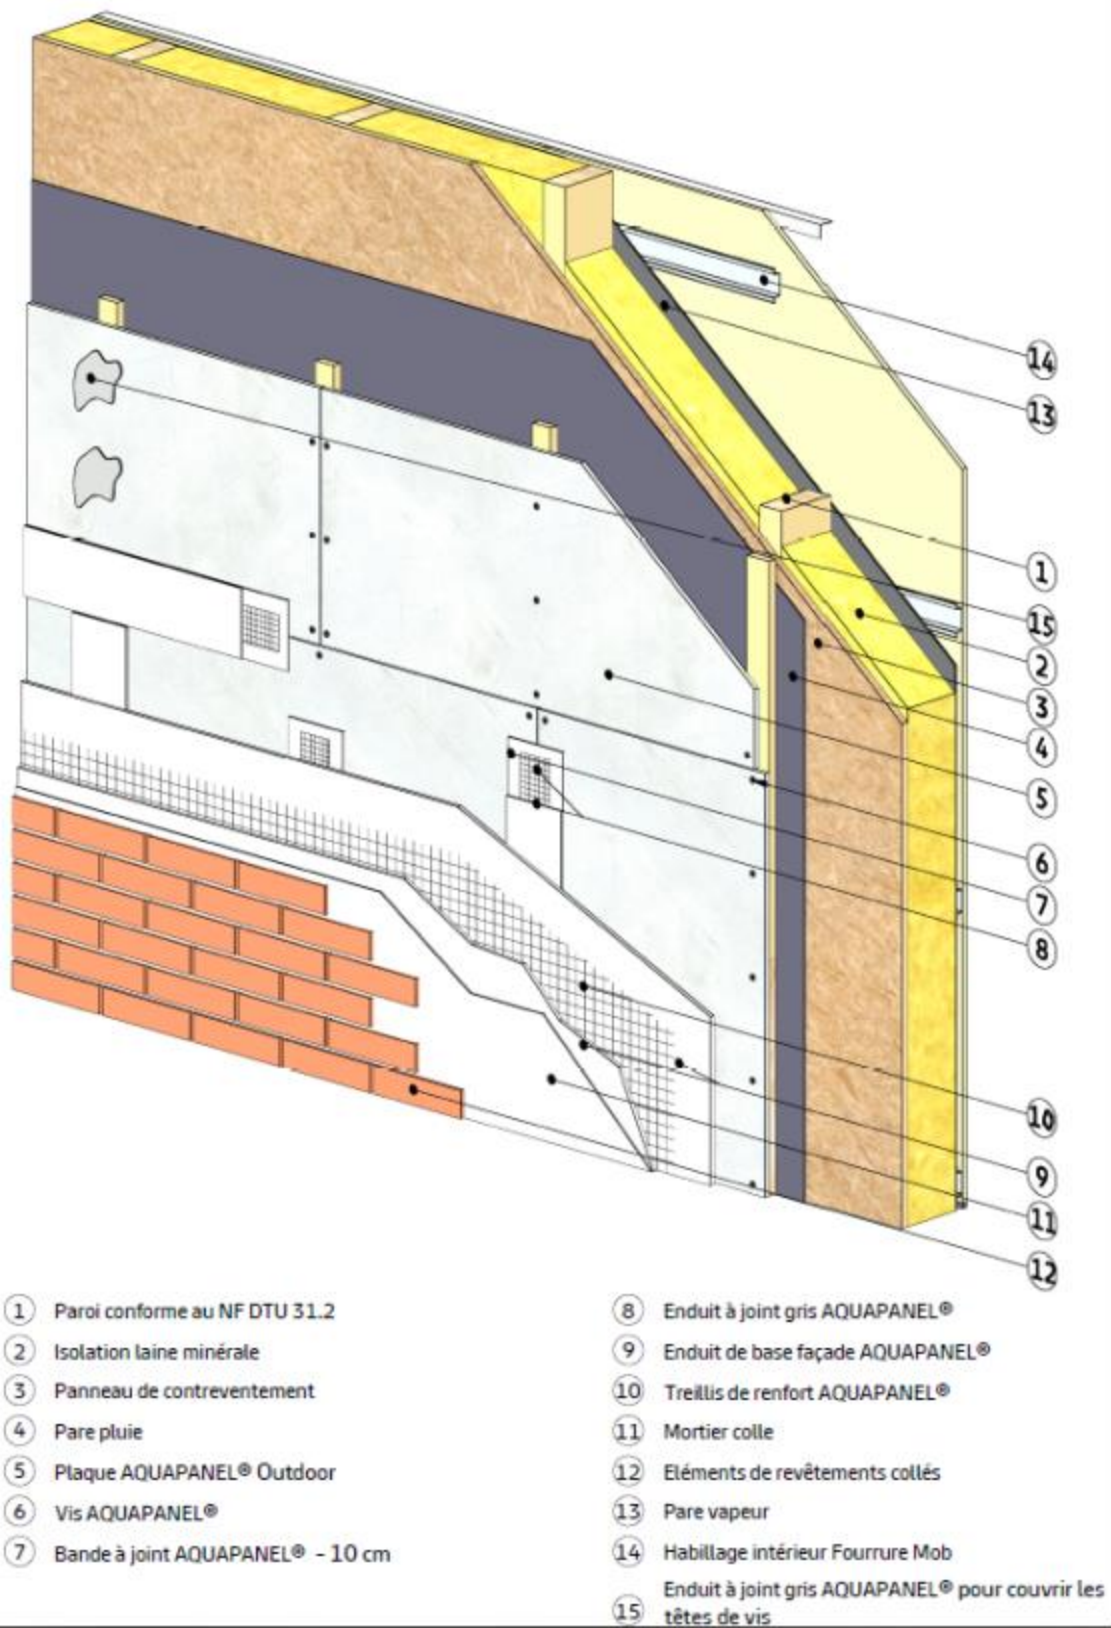 14
13
1
15
2
3
4
5
6
7
8
10
9
11
12
1 Paroi conforme au NF DTU 31.2
2 Isolation laine minérale
3 Panneau de contreventement
4 Pare pluie
5 Plaque AQUAPANEL® Outdoor
6 Vis AQUAPANEL®
7 Bande à joint AQUAPANEL® - 10 cm
8 Enduit à joint gris AQUAPANEL®
9 Enduit de base façade AQUAPANEL®
10 Treillis de renfort AQUAPANEL®
11 Mortier colle
12 Eléments de revêtements collés
13 Pare vapeur
14 Habillage intérieur Fourrure Mob
15 Enduit à joint gris AQUAPANEL® pour couvrir les
têtes de vis